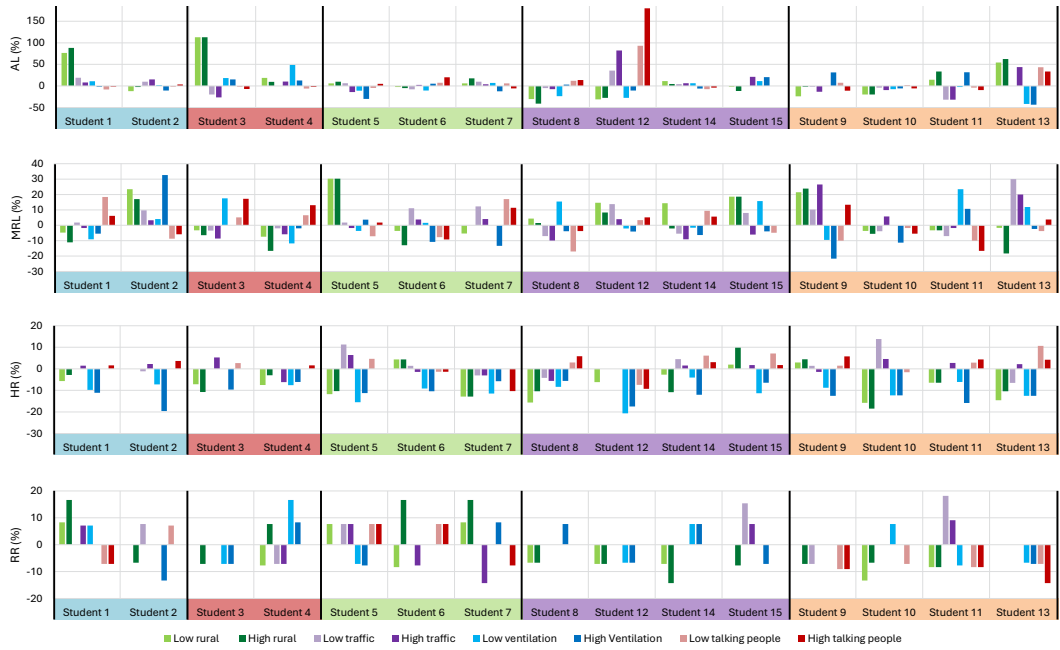 AL (%)
150
100
50
0
-50
Student 1 Student 2 Student 3 Student 4 Student 5 Student 6 Student 7 Student 8 Student 12 Student 14 Student 15 Student 9 Student 10 Student 11 Student 13
MRL (%)
40
30
20
10
0
-10
-20
-30
Student 1 Student 2 Student 3 Student 4 Student 5 Student 6 Student 7 Student 8 Student 12 Student 14 Student 15 Student 9 Student 10 Student 11 Student 13
HR (%)
20
10
0
-10
-20
-30
Student 1 Student 2 Student 3 Student 4 Student 5 Student 6 Student 7 Student 8 Student 12 Student 14 Student 15 Student 9 Student 10 Student 11 Student 13
RR (%)
20
10
0
-10
-20
Student 1 Student 2 Student 3 Student 4 Student 5 Student 6 Student 7 Student 8 Student 12 Student 14 Student 15 Student 9 Student 10 Student 11 Student 13
Low rural High rural Low traffic High traffic Low ventilation High Ventilation Low talking people High talking people